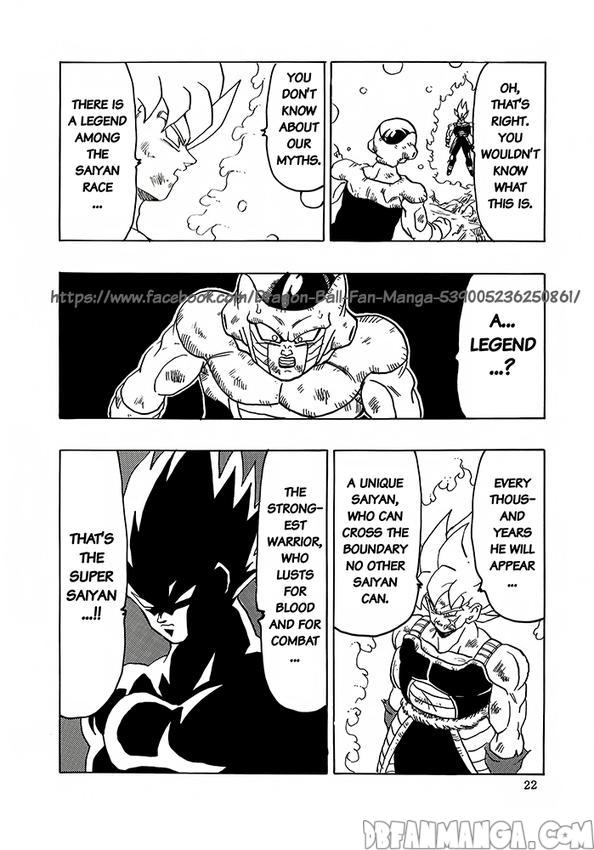 OH,
THAT'S
RIGHT.
YOU
WOULDN'T
KNOW
WHAT
THIS IS.
YOU
DON'T
KNOW
ABOUT
OUR
MYTHS.
THERE IS
A LEGEND
AMONG
THE
SAIYAN
RACE
...
https://www.facebook.com/Dragon-Ball-Fan-Manga-539005236250861/
A...
LEGEND
...?
EVERY
THOUS-
AND
YEARS
HE WILL
APPEAR
...
A UNIQUE
SAIYAN,
WHO CAN
CROSS THE
BOUNDARY
NO OTHER
SAIYAN
CAN.
THE
STRONG-
EST
WARRIOR,
WHO
LUSTS
FOR
BLOOD
AND FOR
COMBAT
...
THAT'S
THE
SUPER
SAIYAN
...!!
22
DBFANMANGA.COM